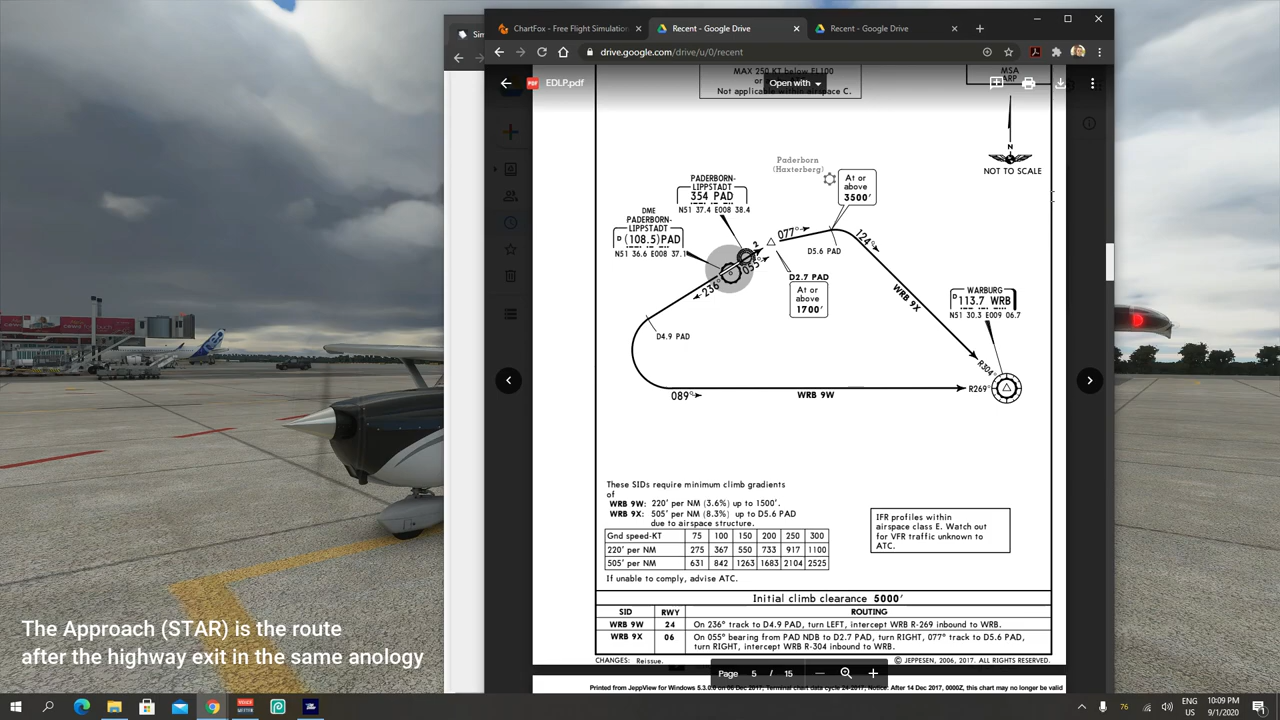 Sim
ChartFox - Free Flight Simulation
Recent - Google Drive
Recent - Google Drive
drive.google.com/drive/u/0/recent
MAX 250 KT below FL100
EDLP.pdf
Open with
Not applicable within airspace C.
MSA
ARP
N
NOT TO SCALE
Paderborn
(Haxterberg)
PADERBORN-
LIPPSTADT
354 PAD
N51 37.4 E008 38.4
At or
above
3500'
DME
PADERBORN-
LIPPSTADT
D (108.5)PAD
N51 36.6 E008 37.1
077°
124°
D5.6 PAD
055°
236°
D2.7 PAD
At or
above
1700'
WRB 9X
WARBURG
D 113.7 WRB
N51 30.3 E009 06.7
D4.9 PAD
R304°
R269°
089°
WRB 9W
These SIDs require minimum climb gradients
of
WRB 9W: 220' per NM (3.6%) up to 1500'.
WRB 9X: 505' per NM (8.3%) up to D5.6 PAD
due to airspace structure.
Gnd speed-KT 75 100 150 200 250 300
220' per NM 275 367 550 733 917 1100
505' per NM 631 842 1263 1683 2104 2525
If unable to comply, advise ATC.
IFR profiles within
airspace class E. Watch out
for VFR traffic unknown to
ATC.
Initial climb clearance 5000'
SID RWY ROUTING
WRB 9W 24 On 236° track to D4.9 PAD, turn LEFT, intercept WRB R-269 inbound to WRB.
WRB 9X 06 On 055° bearing from PAD NDB to D2.7 PAD, turn RIGHT, 077° track to D5.6 PAD,
turn RIGHT, intercept WRB R-304 inbound to WRB.
CHANGES: Reissue.
© JEPPESEN, 2006, 2017. ALL RIGHTS RESERVED.
Page 5 / 15
The Approach (STAR) is the route
after the highway exit in the same anology
76
ENG
10:09 PM
9/1/2020